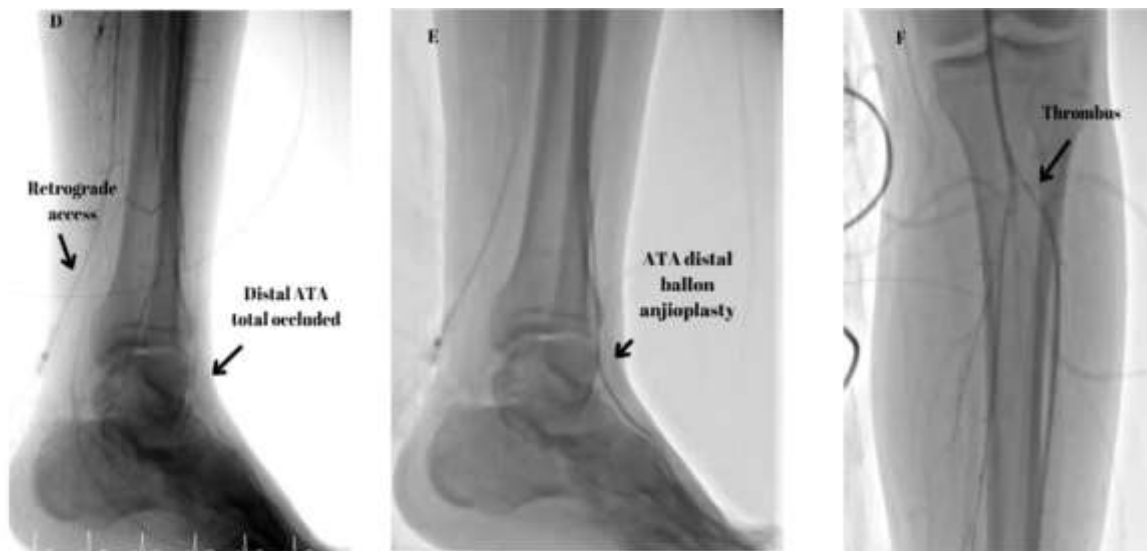 D
Retrograde
access
Distal ATA
total occluded
E
ATA distal
ballon
anjioplasty
F
Thrombus